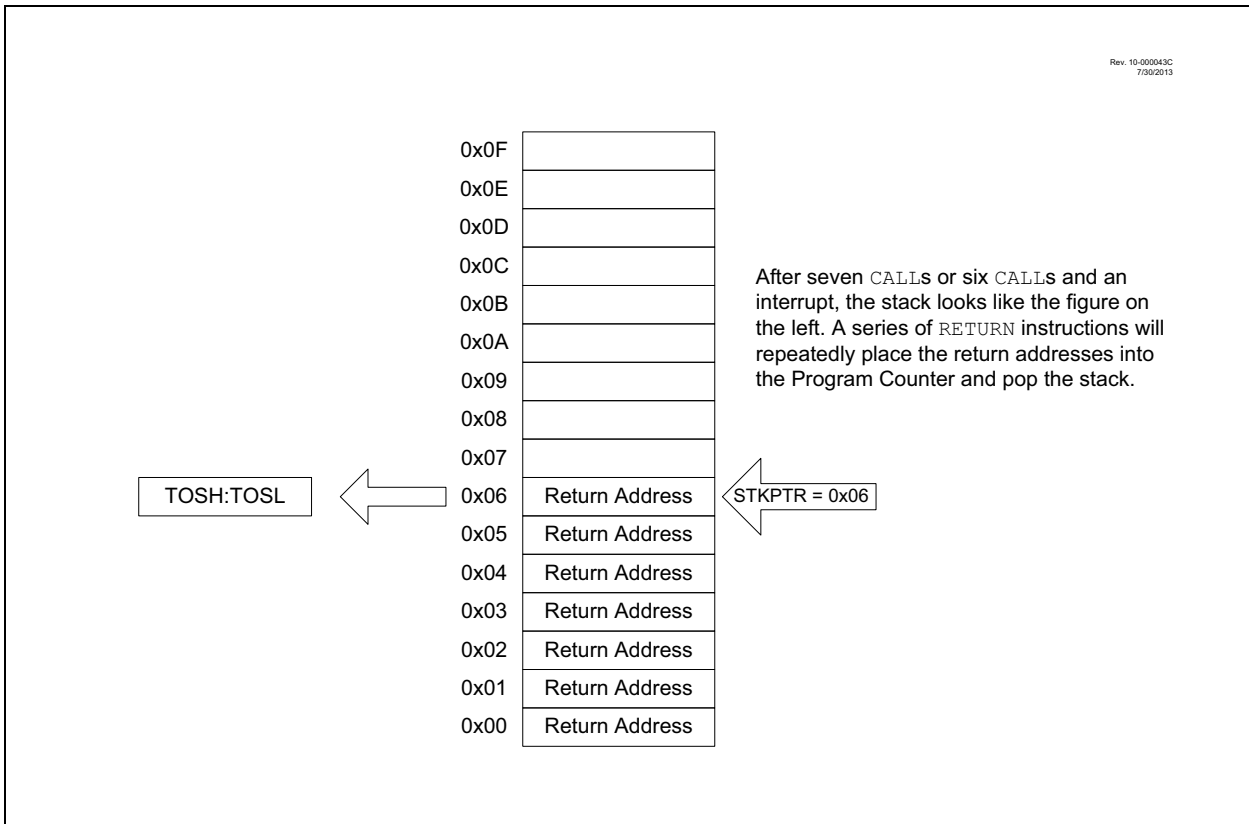 Rev. 10-000043C
7/30/2013
0x0F
0x0E
0x0D
0x0C
0x0B
0x0A
0x09
0x08
0x07
After seven CALLs or six CALLs and an
interrupt, the stack looks like the figure on
the left. A series of RETURN instructions will
repeatedly place the return addresses into
the Program Counter and pop the stack.
TOSH:TOSL
0x06 Return Address
STKPTR = 0x06
0x05 Return Address
0x04 Return Address
0x03 Return Address
0x02 Return Address
0x01 Return Address
0x00 Return Address